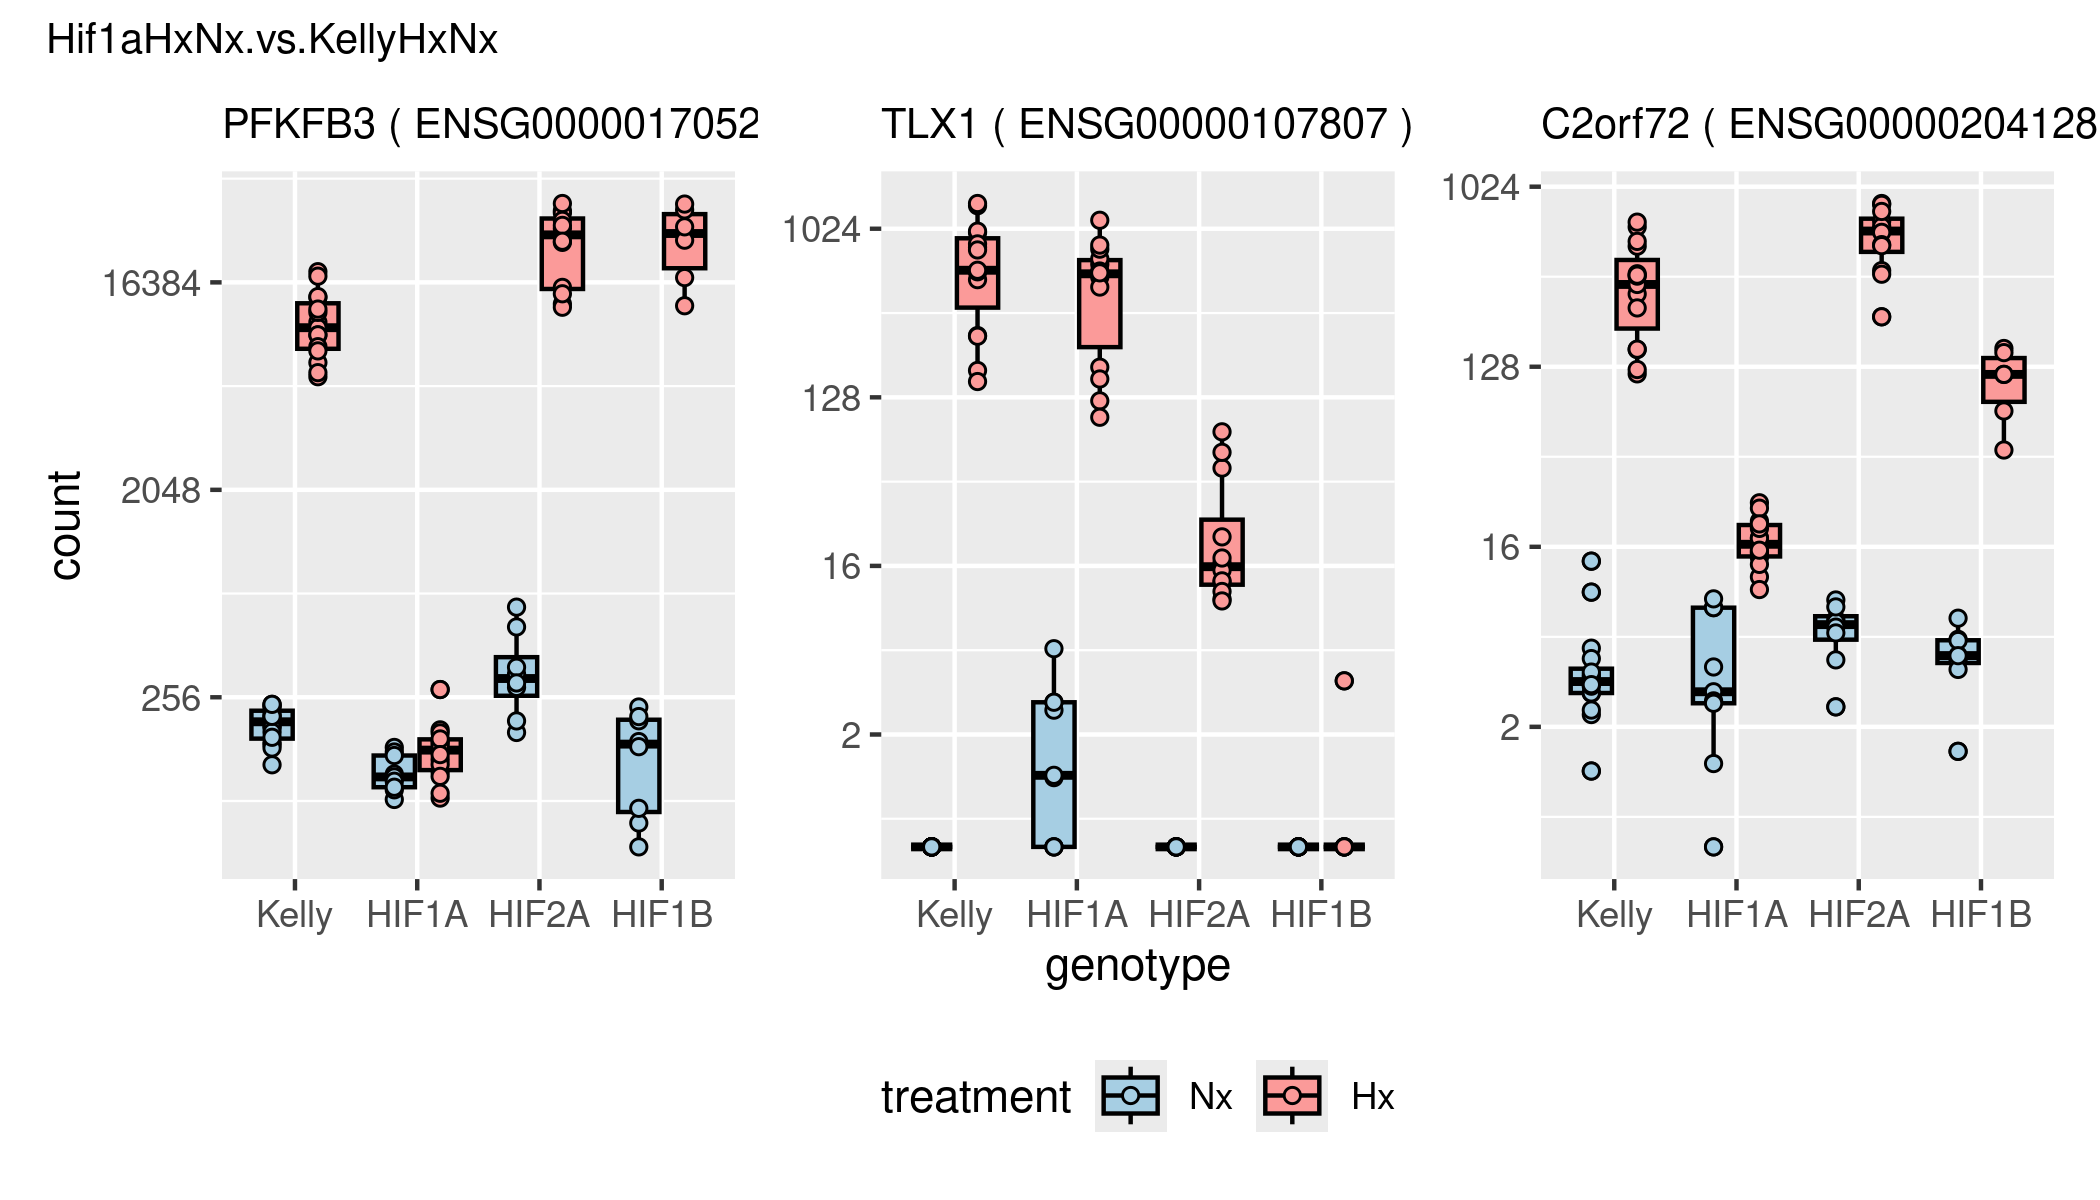 Hif1aHxNx.vs.KellyHxNx
PFKFB3 ( ENSG0000017052
TLX1 ( ENSG00000107807 )
C2orf72 ( ENSG00000204128
count
16384
2048
256
Kelly HIF1A HIF2A HIF1B
1024
128
16
2
Kelly HIF1A HIF2A HIF1B
1024
128
16
2
Kelly HIF1A HIF2A HIF1B
genotype
treatment Nx Hx